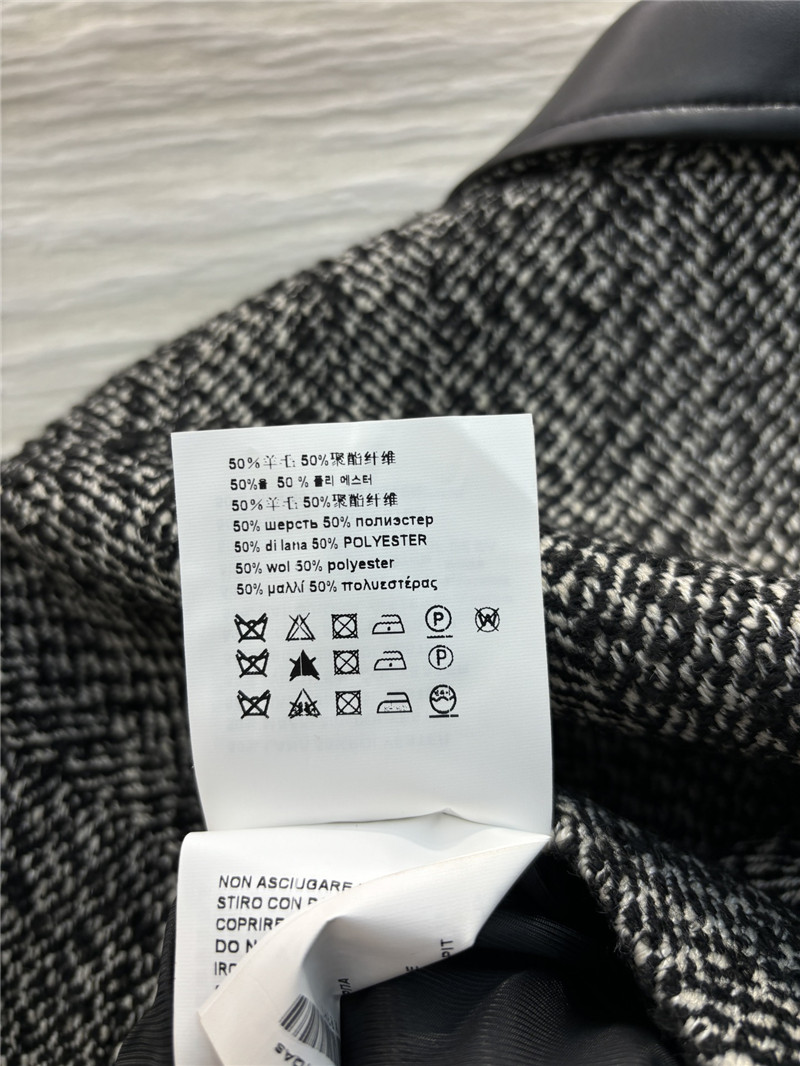 50%羊毛 50%聚酯纤维
50%울 50 % 폴리 에스터
50%羊毛 50%聚酯纤维
50% шерсть 50% полиэстер
50% di lana 50% POLYESTER
50% wol 50% polyester
50% μαλλί 50% πολυεστέρας
P W
P
NON ASCIUGARE
STIRO CON
COPRIRE
DO